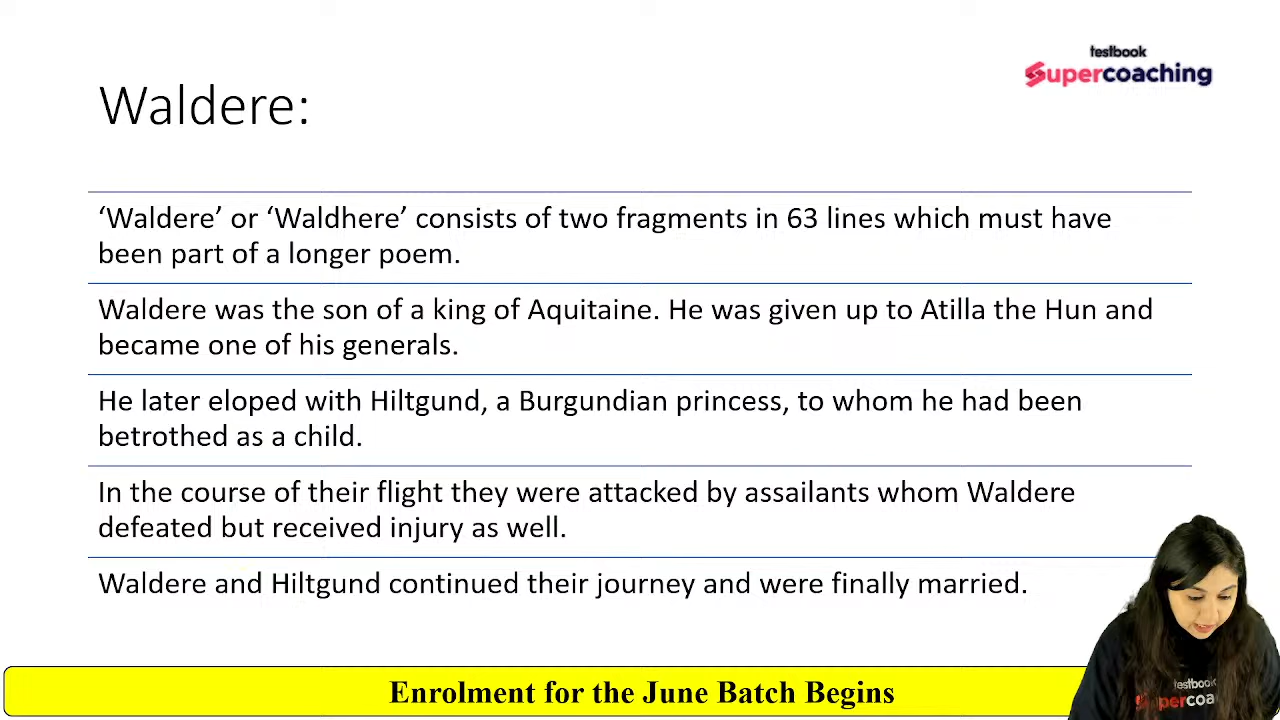 testbook
Supercoaching
Waldere:
‘Waldere’ or ‘Waldhere’ consists of two fragments in 63 lines which must have
been part of a longer poem.
Waldere was the son of a king of Aquitaine. He was given up to Atilla the Hun and
became one of his generals.
He later eloped with Hiltgund, a Burgundian princess, to whom he had been
betrothed as a child.
In the course of their flight they were attacked by assailants whom Waldere
defeated but received injury as well.
Waldere and Hiltgund continued their journey and were finally married.
Enrolment for the June Batch Begins
testbook